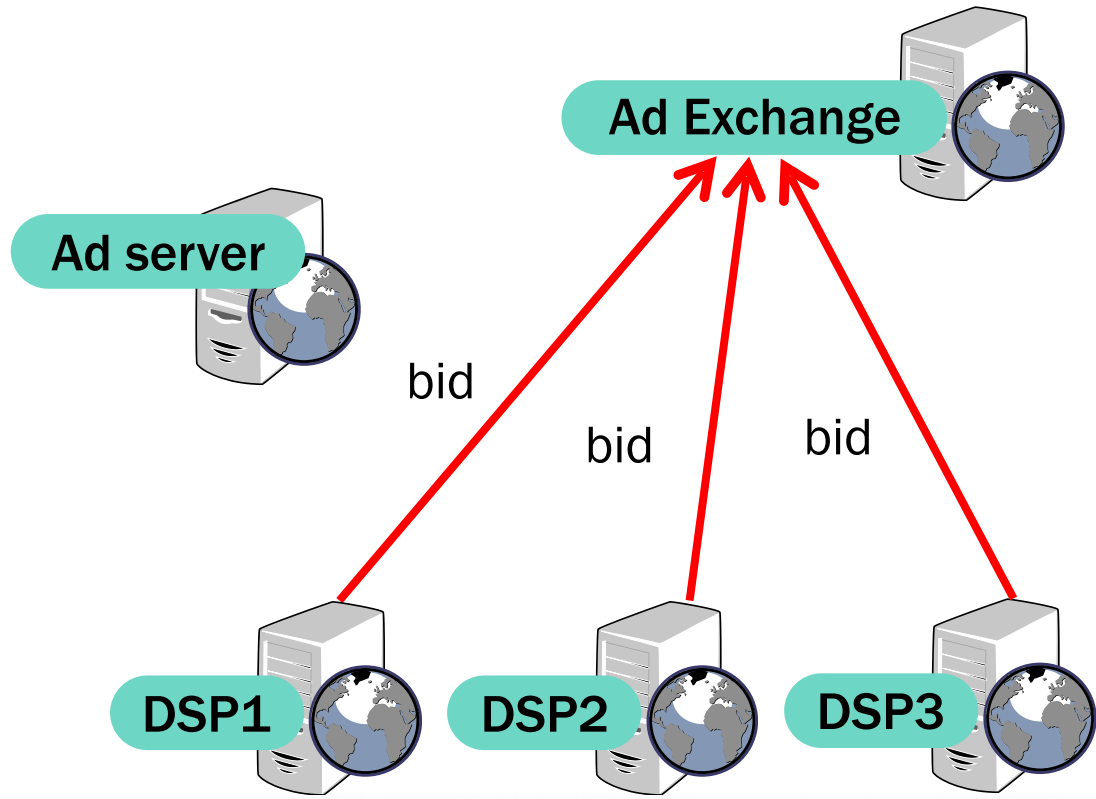 Ad Exchange
Ad server
bid
bid
bid
DSP1
DSP2
DSP3